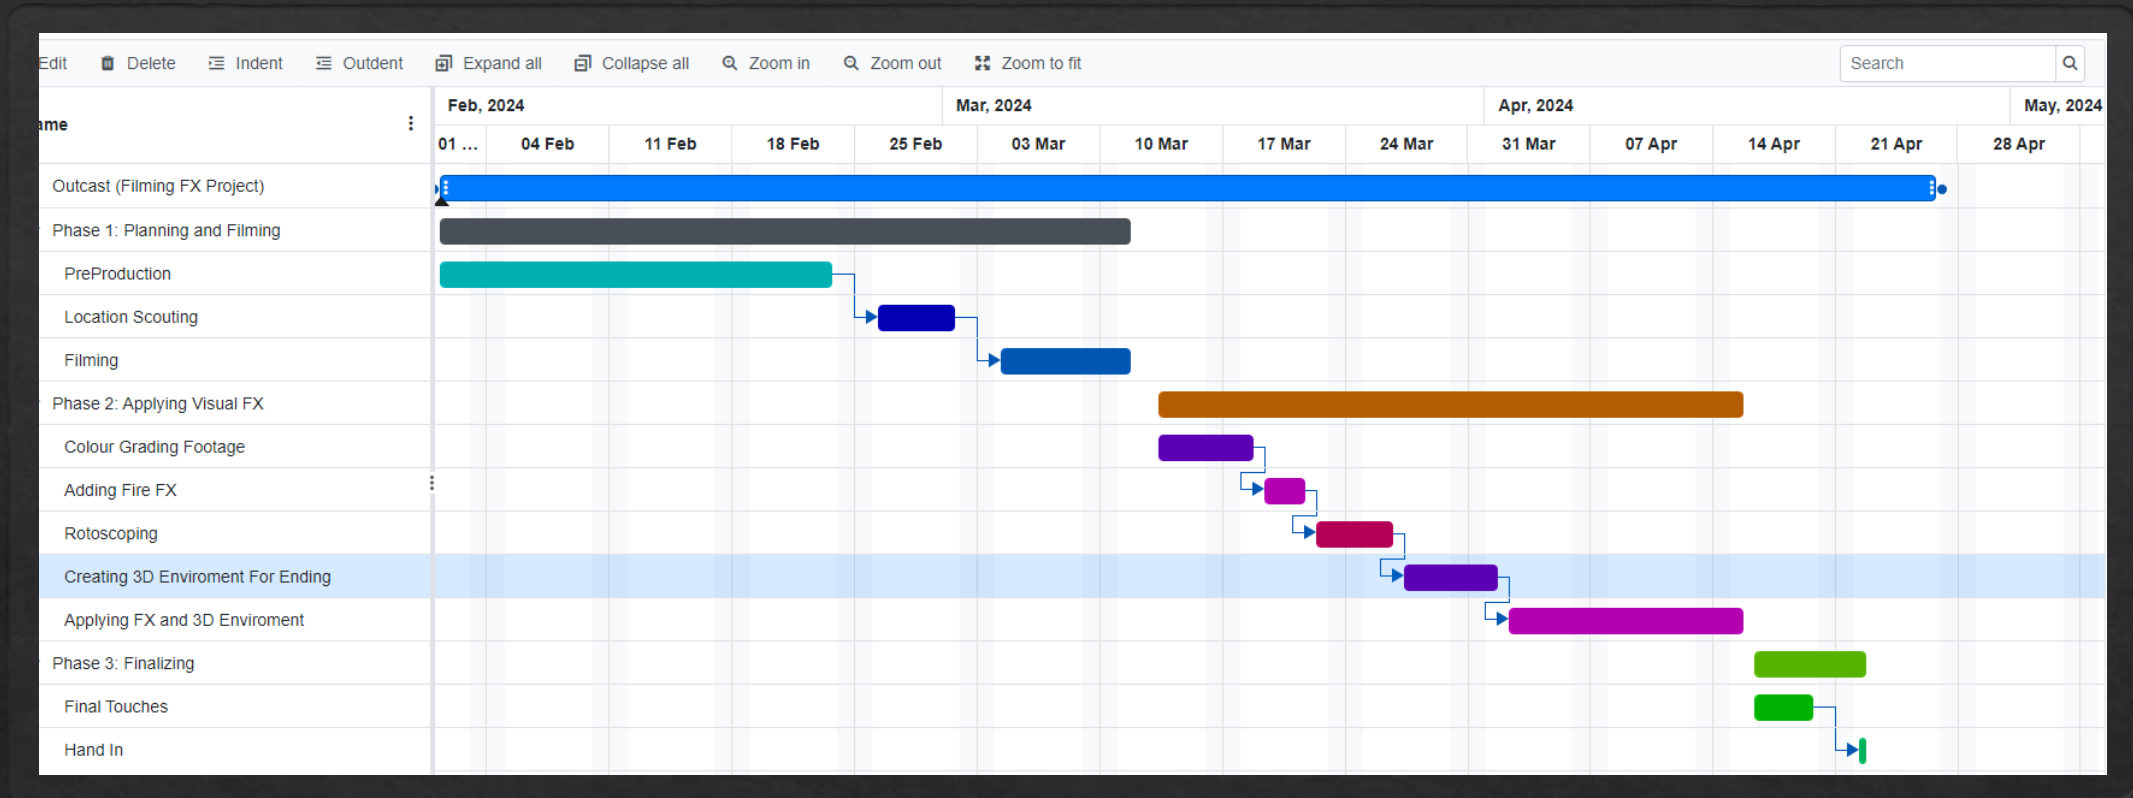 Edit Delete Indent Outdent Expand all Collapse all Zoom in Zoom out Zoom to fit Search
Feb, 2024 Mar, 2024 Apr, 2024 May, 2024
ame
01 ... 04 Feb 11 Feb 18 Feb 25 Feb 03 Mar 10 Mar 17 Mar 24 Mar 31 Mar 07 Apr 14 Apr 21 Apr 28 Apr
Outcast (Filming FX Project)
Phase 1: Planning and Filming
PreProduction
Location Scouting
Filming
Phase 2: Applying Visual FX
Colour Grading Footage
Adding Fire FX
Rotoscoping
Creating 3D Enviroment For Ending
Applying FX and 3D Enviroment
Phase 3: Finalizing
Final Touches
Hand In